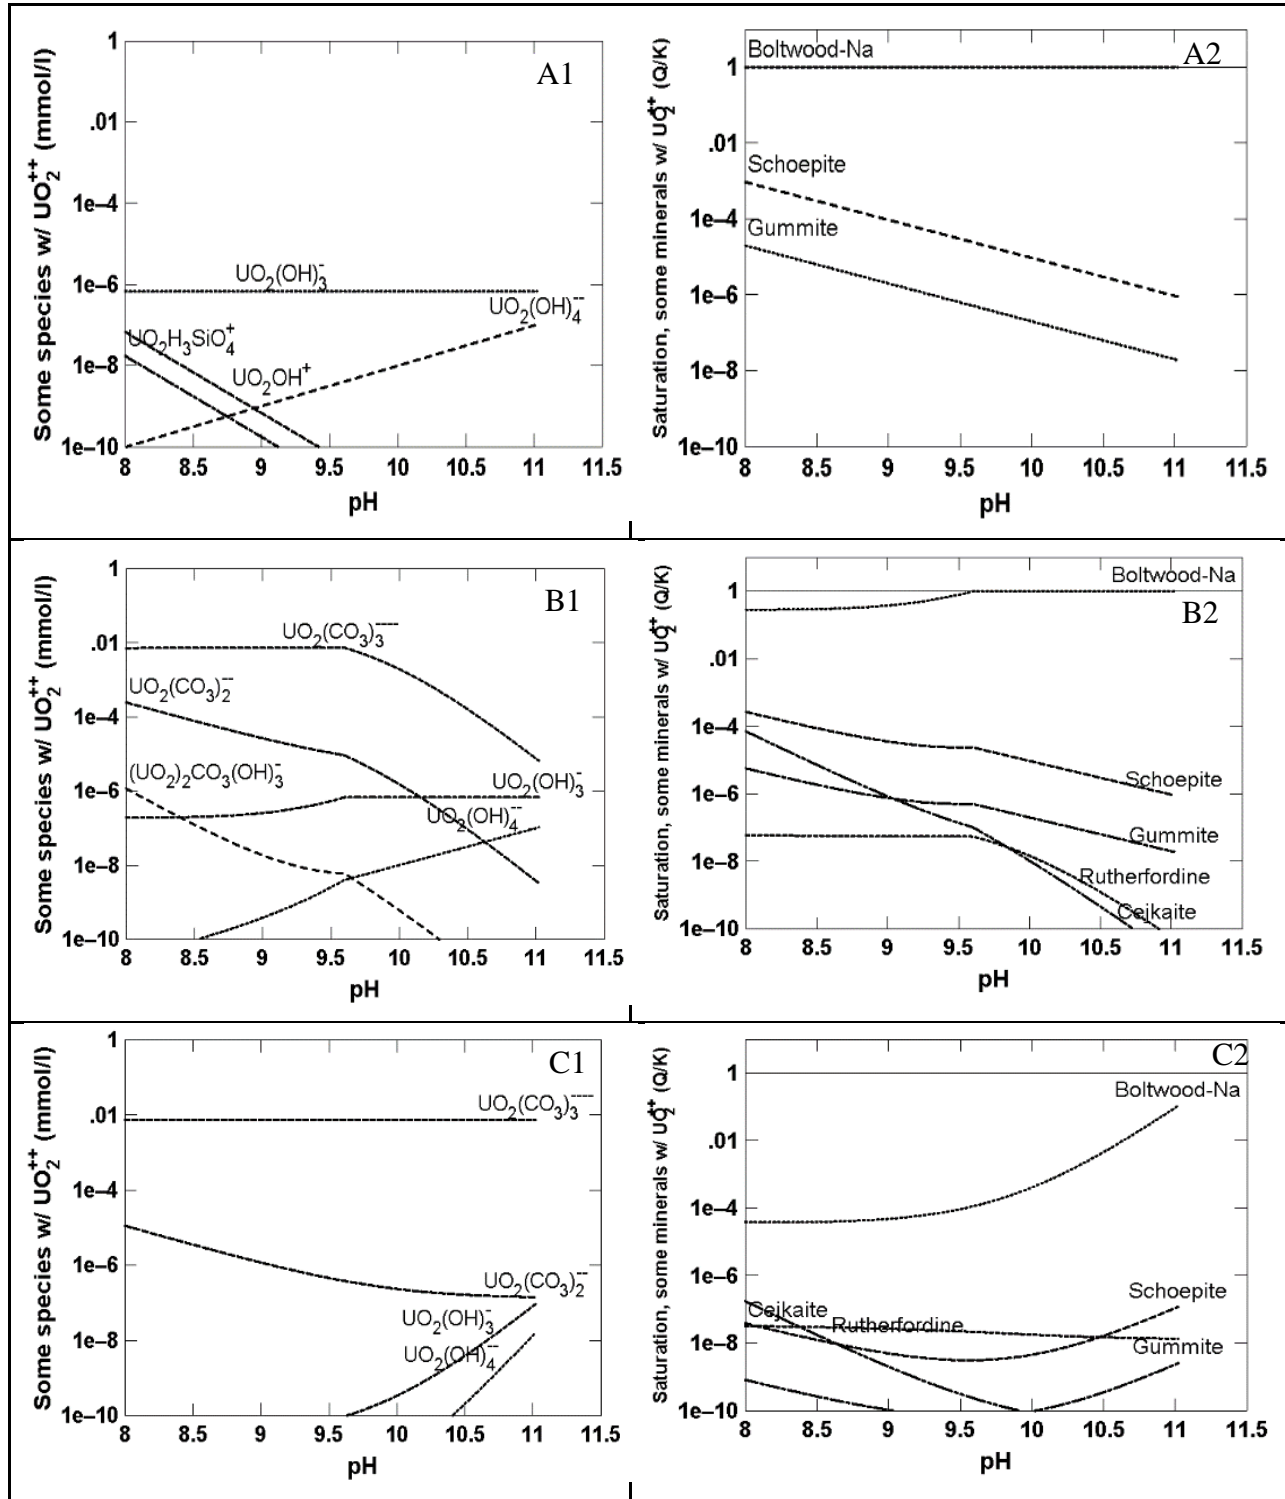 A1
Some species w/ UO₂⁺⁺ (mmol/l)
1
.01
1e–4
1e–6
1e–8
1e–10
UO₂(OH)₃⁻
UO₂(OH)₄⁻⁻
UO₂H₃SiO₄⁺
UO₂OH⁺
8 8.5 9 9.5 10 10.5 11 11.5
pH
A2
Saturation, some minerals w/ UO₂⁺⁺ (Q/K)
1
.01
1e–4
1e–6
1e–8
1e–10
Boltwood-Na
Schoepite
Gummite
8 8.5 9 9.5 10 10.5 11 11.5
pH
B1
Some species w/ UO₂⁺⁺ (mmol/l)
1
.01
1e–4
1e–6
1e–8
1e–10
UO₂(CO₃)₃⁻⁻⁻⁻
UO₂(CO₃)₂⁻⁻
(UO₂)₂CO₃(OH)₃⁻
UO₂(OH)₃⁻
UO₂(OH)₄⁻⁻
8 8.5 9 9.5 10 10.5 11 11.5
pH
B2
Saturation, some minerals w/ UO₂⁺⁺ (Q/K)
1
.01
1e–4
1e–6
1e–8
1e–10
Boltwood-Na
Schoepite
Gummite
Rutherfordine
Cejkaite
8 8.5 9 9.5 10 10.5 11 11.5
pH
C1
Some species w/ UO₂⁺⁺ (mmol/l)
1
.01
1e–4
1e–6
1e–8
1e–10
UO₂(CO₃)₃⁻⁻⁻⁻
UO₂(CO₃)₂⁻⁻
UO₂(OH)₃⁻
UO₂(OH)₄⁻⁻
8 8.5 9 9.5 10 10.5 11 11.5
pH
C2
Saturation, some minerals w/ UO₂⁺⁺ (Q/K)
1
.01
1e–4
1e–6
1e–8
1e–10
Boltwood-Na
Schoepite
Cejkaite
Rutherfordine
Gummite
8 8.5 9 9.5 10 10.5 11 11.5
pH